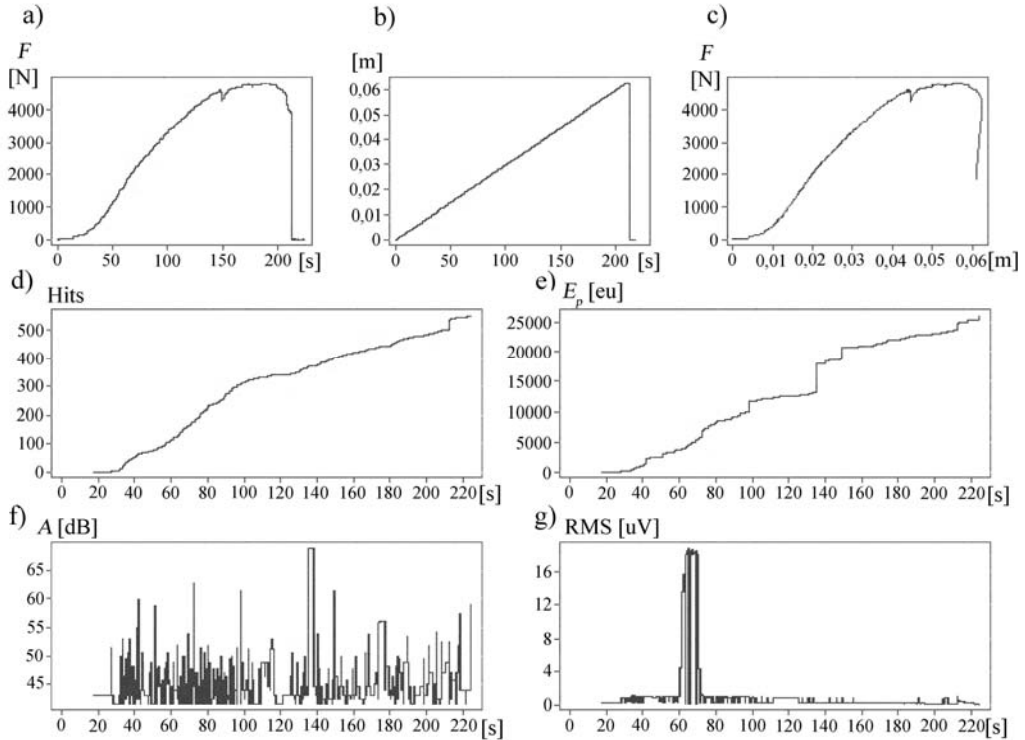 a)
F
[N]
4000
3000
2000
1000
0
0 50 100 150 200 [s]
b)
[m]
0,06
0,05
0,04
0,03
0,02
0,01
0
0 50 100 150 200 [s]
c)
F
[N]
4000
3000
2000
1000
0
0 0,01 0,02 0,03 0,04 0,05 0,06 [m]
d)
Hits
500
400
300
200
100
0
0 20 40 60 80 100 120 140 160 180 200 220 [s]
e)
Ep [eu]
25000
20000
15000
10000
5000
0
0 20 40 60 80 100 120 140 160 180 200 220 [s]
f)
A [dB]
65
60
55
50
45
0 20 40 60 80 100 120 140 160 180 200 220 [s]
g)
RMS [uV]
16
12
8
4
0
0 20 40 60 80 100 120 140 160 180 200 220 [s]